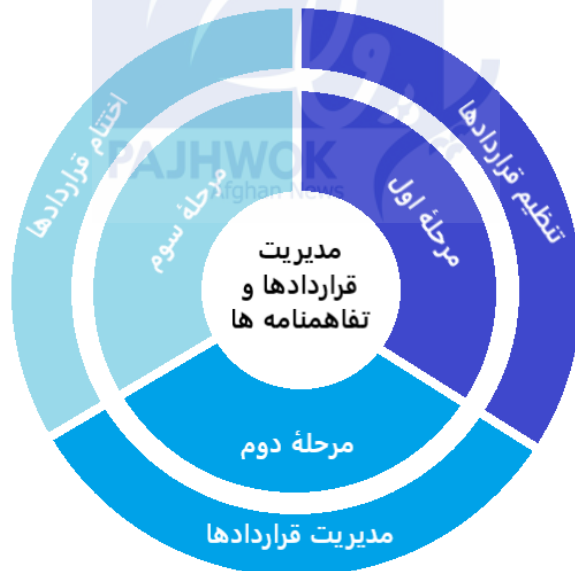 مدیریت
قراردادها و
تفاهمنامه ها
مرحلهٔ اول
تنظیم قراردادها
مرحلهٔ دوم
مدیریت قراردادها
مرحلهٔ سوم
اختتام قراردادها
PAJHWOK
Afghan News